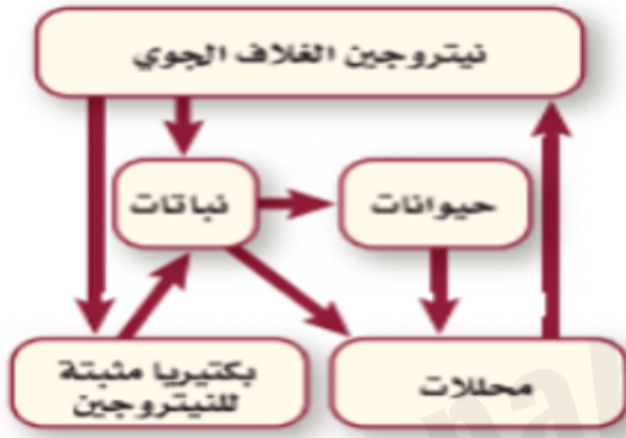 نيتروجين الغلاف الجوي
نباتات
حيوانات
بكتيريا مثبتة
للنيتروجين
محللات